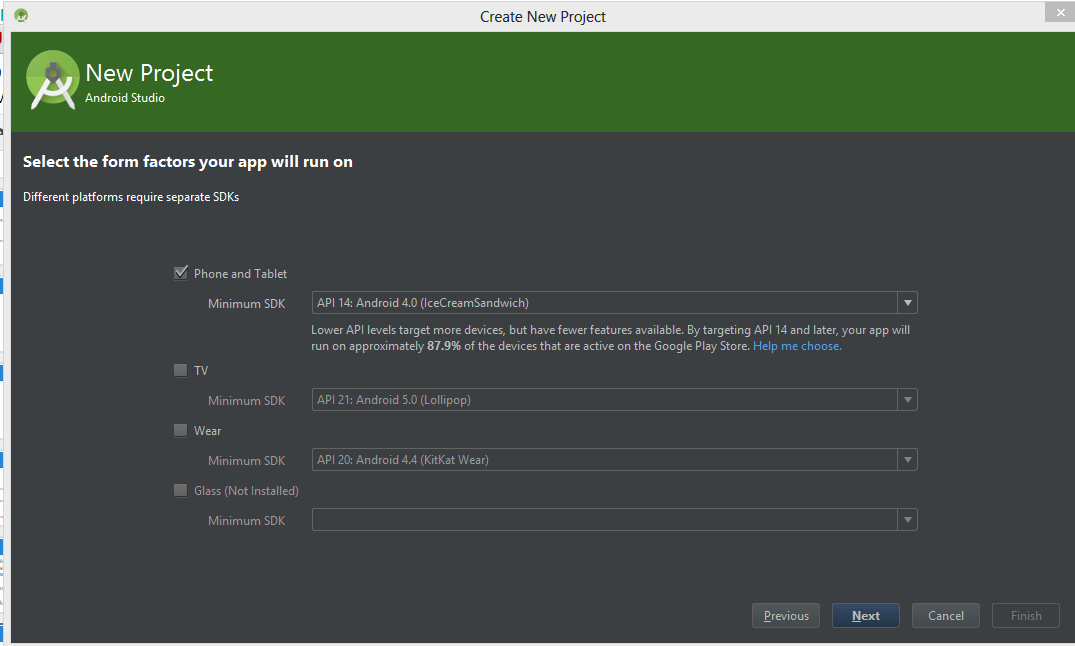 Create New Project
New Project
Android Studio
Select the form factors your app will run on
Different platforms require separate SDKs
Phone and Tablet
Minimum SDK API 14: Android 4.0 (IceCreamSandwich)
Lower API levels target more devices, but have fewer features available. By targeting API 14 and later, your app will
run on approximately 87.9% of the devices that are active on the Google Play Store. Help me choose.
TV
Minimum SDK API 21: Android 5.0 (Lollipop)
Wear
Minimum SDK API 20: Android 4.4 (KitKat Wear)
Glass (Not Installed)
Minimum SDK
Previous Next Cancel Finish